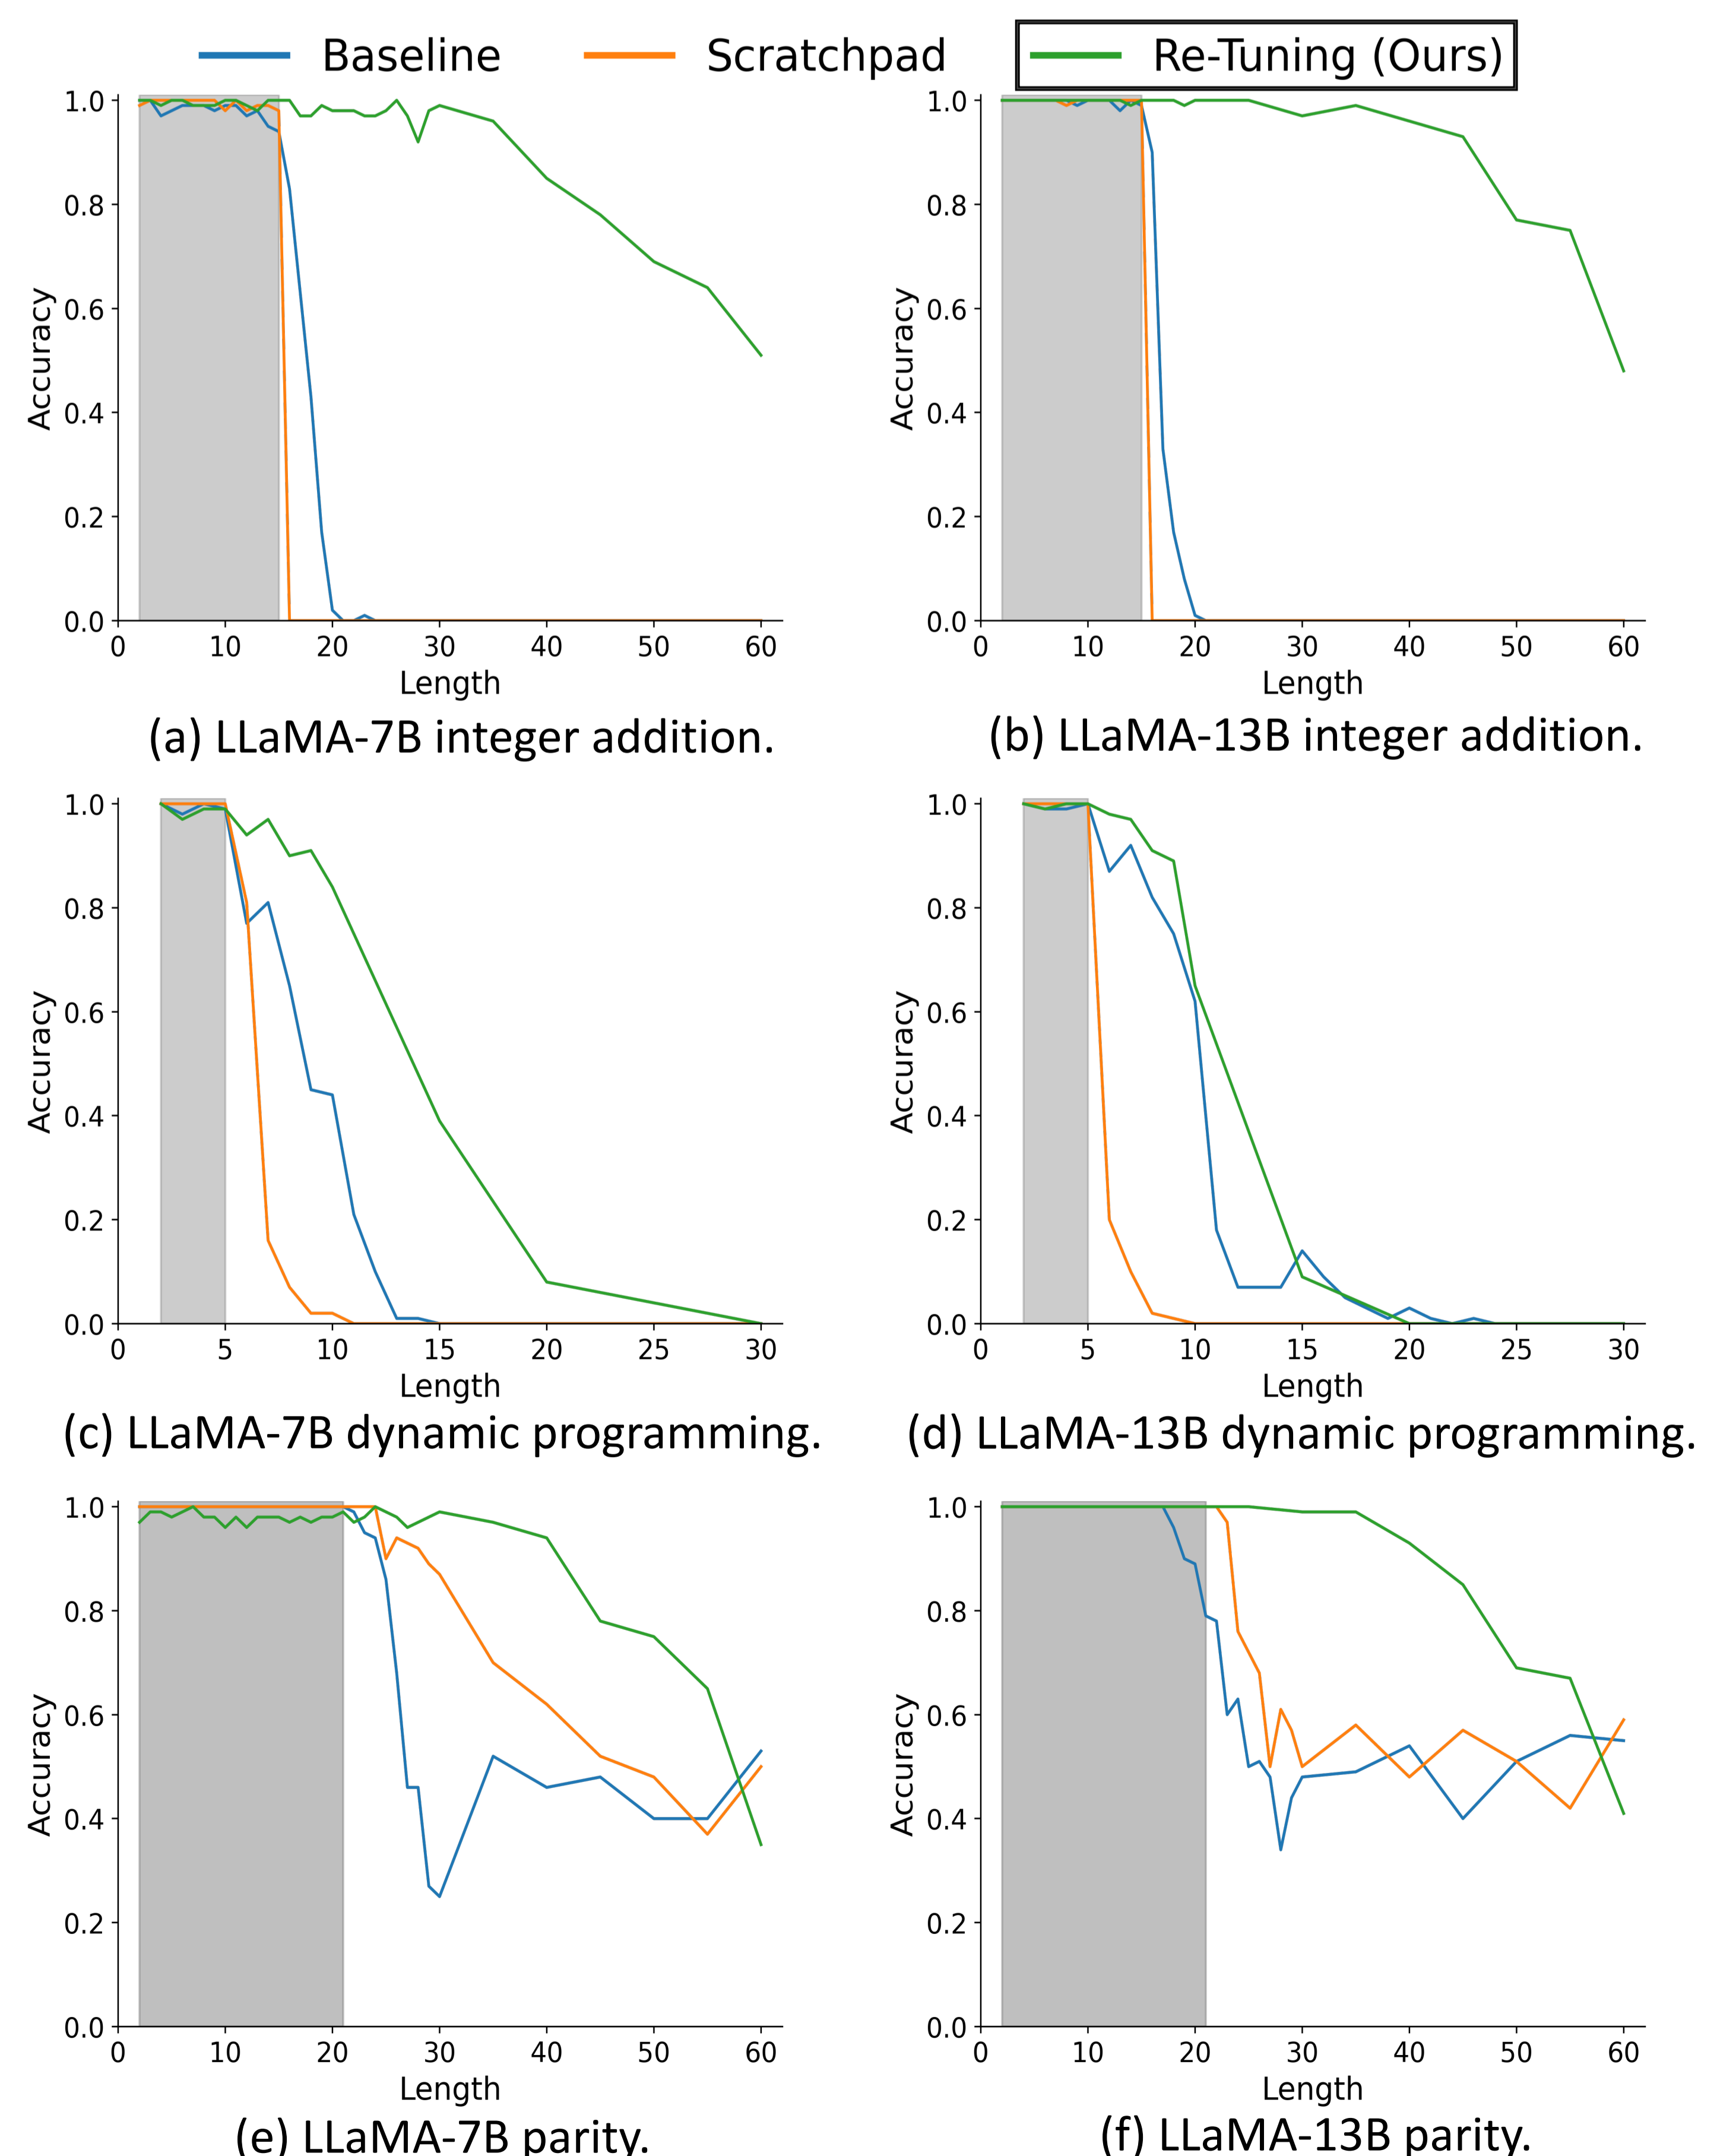 Baseline Scratchpad Re-Tuning (Ours)
1.0 0.8 0.6 0.4 0.2 0.0
Accuracy
0 10 20 30 40 50 60
Length
(a) LLaMA-7B integer addition.
1.0 0.8 0.6 0.4 0.2 0.0
Accuracy
0 10 20 30 40 50 60
Length
(b) LLaMA-13B integer addition.
1.0 0.8 0.6 0.4 0.2 0.0
Accuracy
0 5 10 15 20 25 30
Length
(c) LLaMA-7B dynamic programming.
1.0 0.8 0.6 0.4 0.2 0.0
Accuracy
0 5 10 15 20 25 30
Length
(d) LLaMA-13B dynamic programming.
1.0 0.8 0.6 0.4 0.2 0.0
Accuracy
0 10 20 30 40 50 60
Length
(e) LLaMA-7B parity.
1.0 0.8 0.6 0.4 0.2 0.0
Accuracy
0 10 20 30 40 50 60
Length
(f) LLaMA-13B parity.